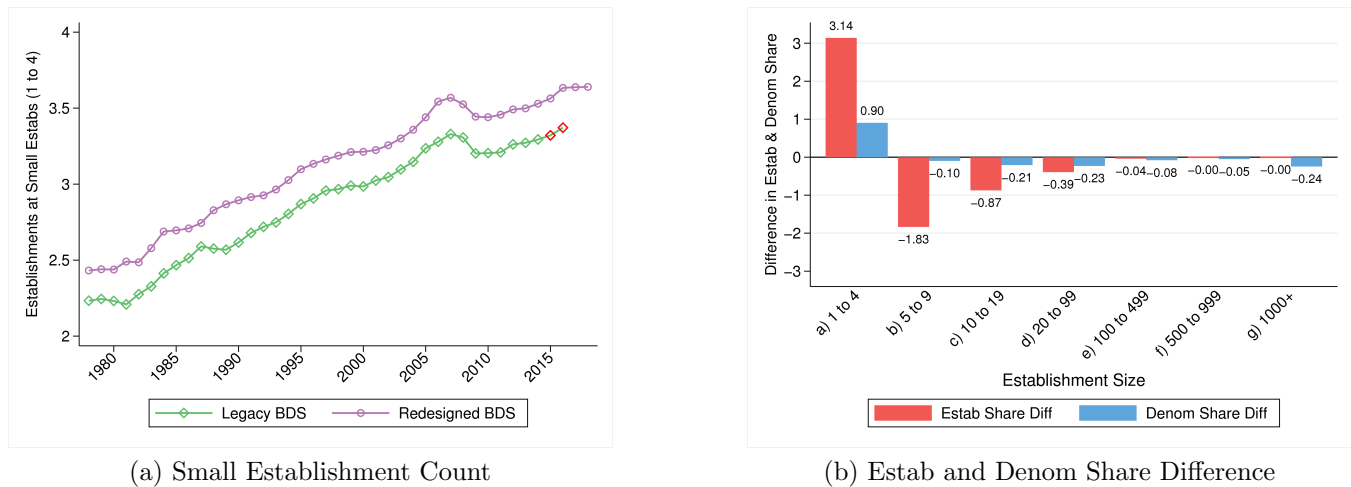 Establishments at Small Estabs (1 to 4)
4
3.5
3
2.5
2
1980
1985
1990
1995
2000
2005
2010
2015
Legacy BDS
Redesigned BDS
(a) Small Establishment Count
Difference in Estab & Denom Share
3
2
1
0
−1
−2
−3
3.14
0.90
−1.83
−0.10
−0.87
−0.21
−0.39
−0.23
−0.04
−0.08
−0.00
−0.05
−0.00
−0.24
a) 1 to 4
b) 5 to 9
c) 10 to 19
d) 20 to 99
e) 100 to 499
f) 500 to 999
g) 1000+
Establishment Size
Estab Share Diff
Denom Share Diff
(b) Estab and Denom Share Difference